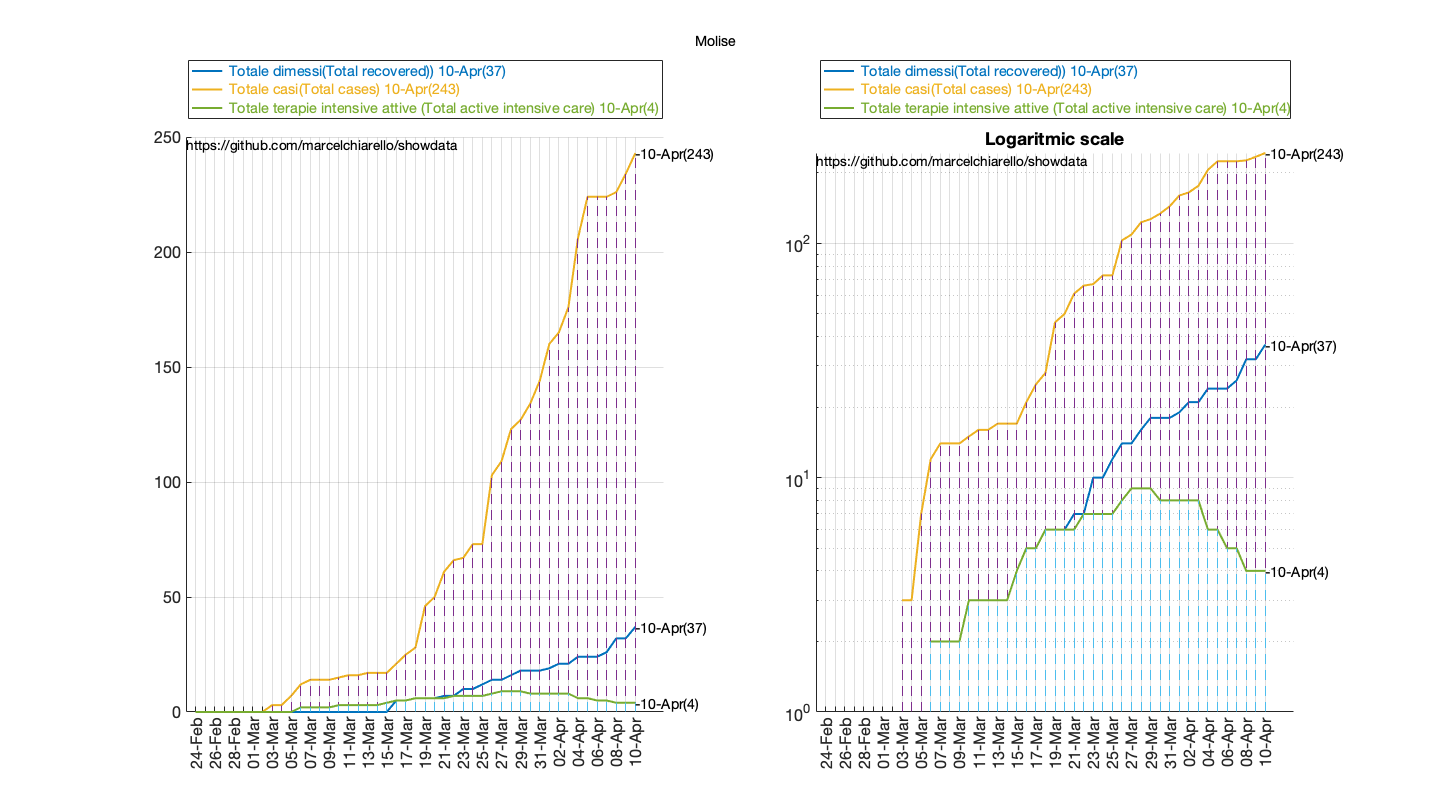 Molise
Totale dimessi(Total recovered)) 10-Apr(37)
Totale casi(Total cases) 10-Apr(243)
Totale terapie intensive attive (Total active intensive care) 10-Apr(4)
250
https://github.com/marcelchiarello/showdata
10-Apr(243)
200
150
100
50
10-Apr(37)
10-Apr(4)
0
24-Feb
26-Feb
28-Feb
01-Mar
03-Mar
05-Mar
07-Mar
09-Mar
11-Mar
13-Mar
15-Mar
17-Mar
19-Mar
21-Mar
23-Mar
25-Mar
27-Mar
29-Mar
31-Mar
02-Apr
04-Apr
06-Apr
08-Apr
10-Apr
Totale dimessi(Total recovered)) 10-Apr(37)
Totale casi(Total cases) 10-Apr(243)
Totale terapie intensive attive (Total active intensive care) 10-Apr(4)
Logaritmic scale
https://github.com/marcelchiarello/showdata
10-Apr(243)
10²
10-Apr(37)
10¹
10-Apr(4)
10⁰
24-Feb
26-Feb
28-Feb
01-Mar
03-Mar
05-Mar
07-Mar
09-Mar
11-Mar
13-Mar
15-Mar
17-Mar
19-Mar
21-Mar
23-Mar
25-Mar
27-Mar
29-Mar
31-Mar
02-Apr
04-Apr
06-Apr
08-Apr
10-Apr